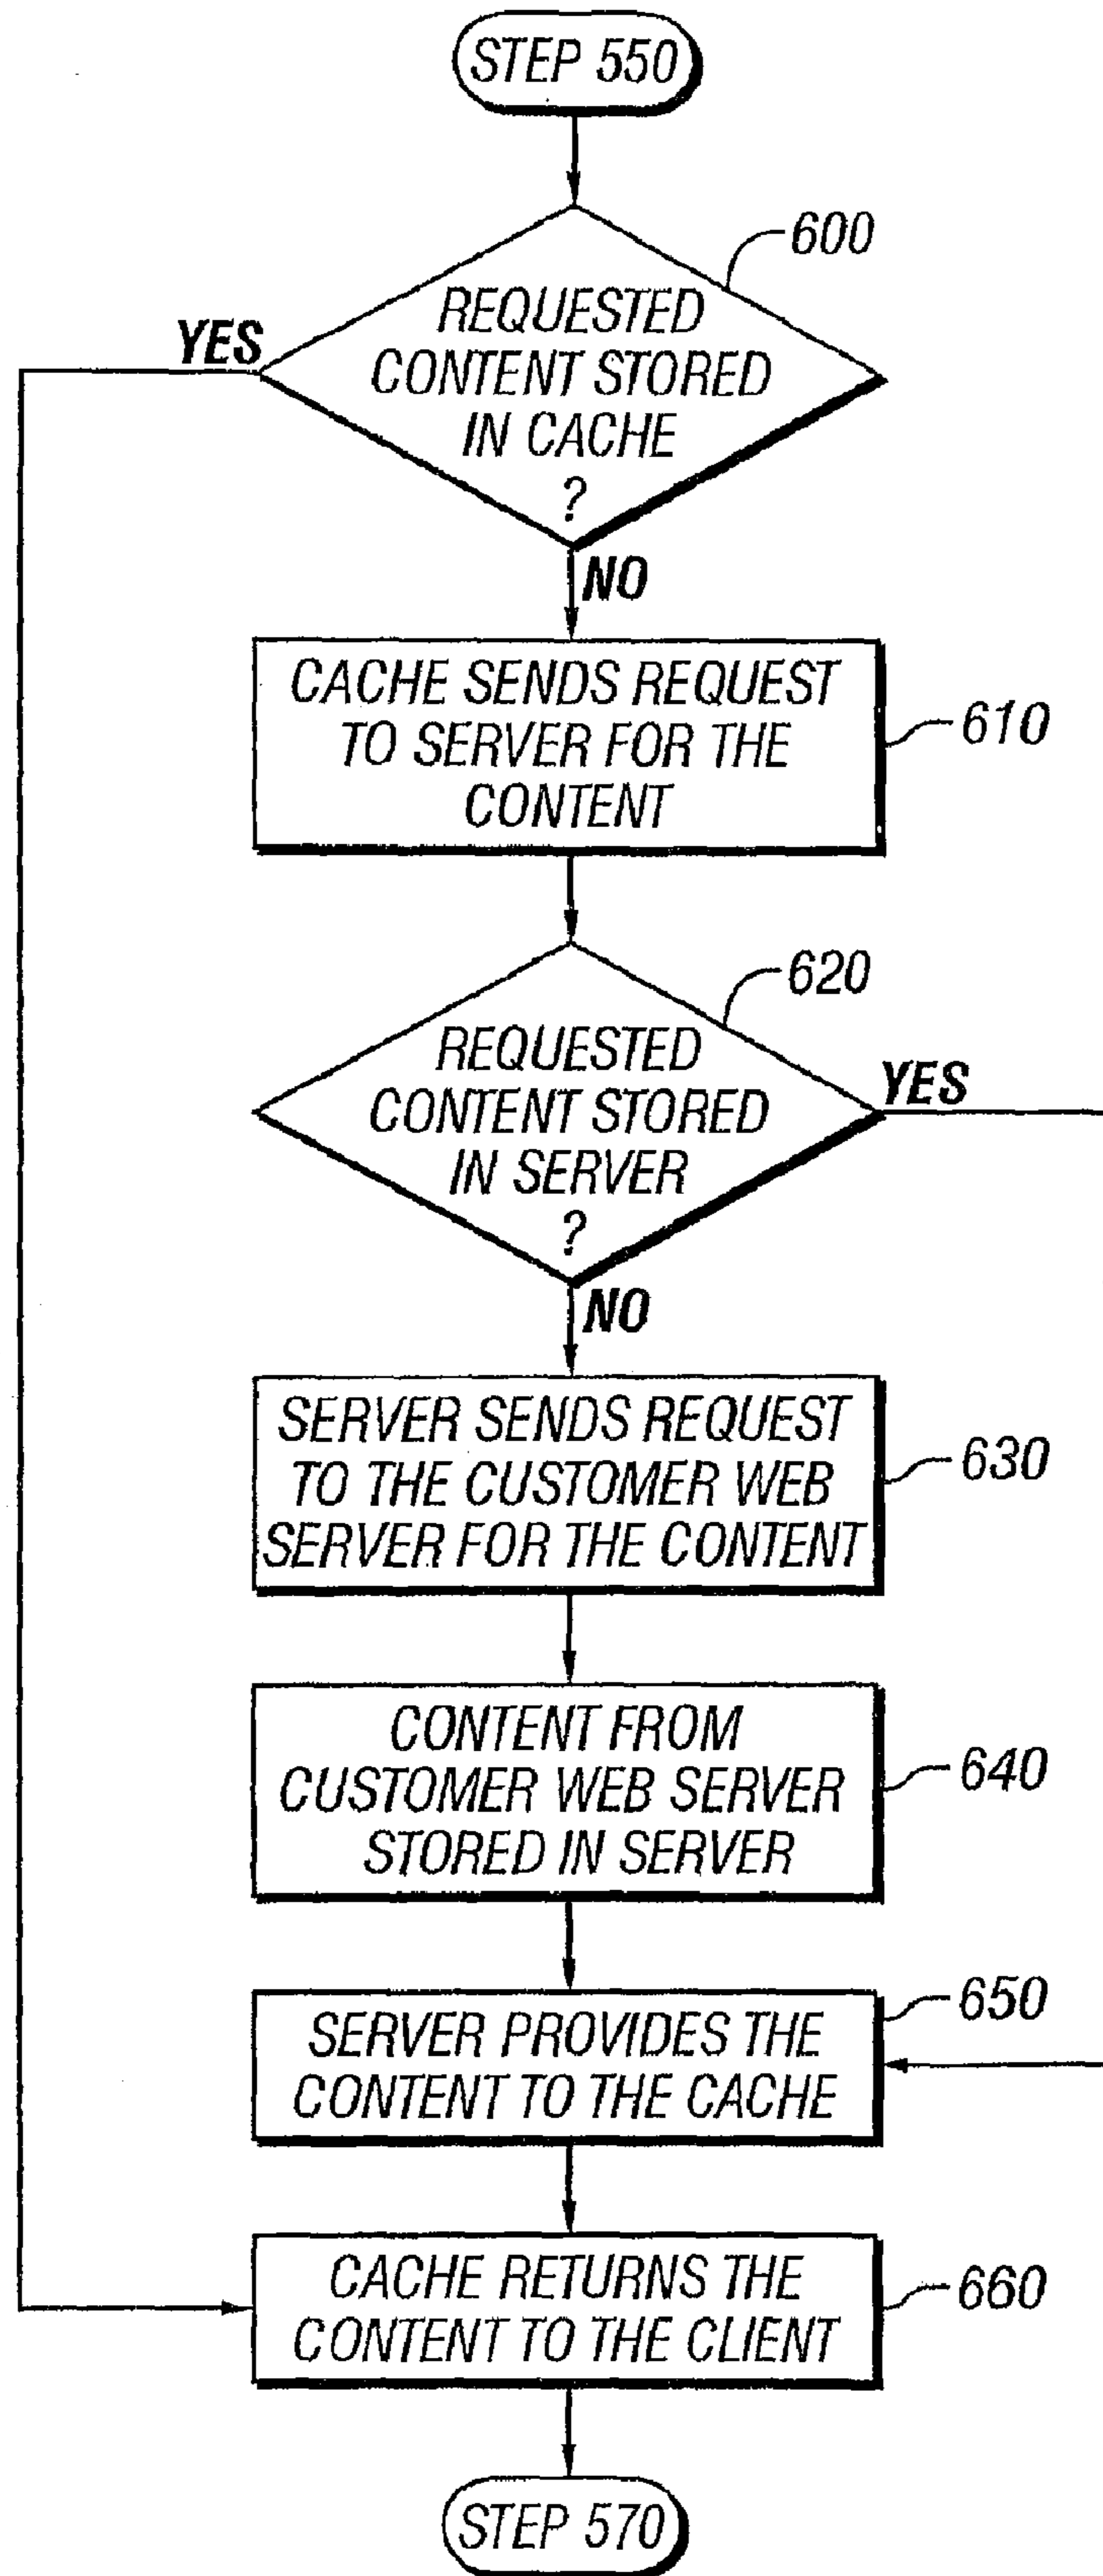 STEP 550
600
REQUESTED
CONTENT STORED
IN CACHE
?
YES
NO
CACHE SENDS REQUEST
TO SERVER FOR THE
CONTENT
610
620
REQUESTED
CONTENT STORED
IN SERVER
?
YES
NO
SERVER SENDS REQUEST
TO THE CUSTOMER WEB
SERVER FOR THE CONTENT
630
CONTENT FROM
CUSTOMER WEB SERVER
STORED IN SERVER
640
SERVER PROVIDES THE
CONTENT TO THE CACHE
650
CACHE RETURNS THE
CONTENT TO THE CLIENT
660
STEP 570